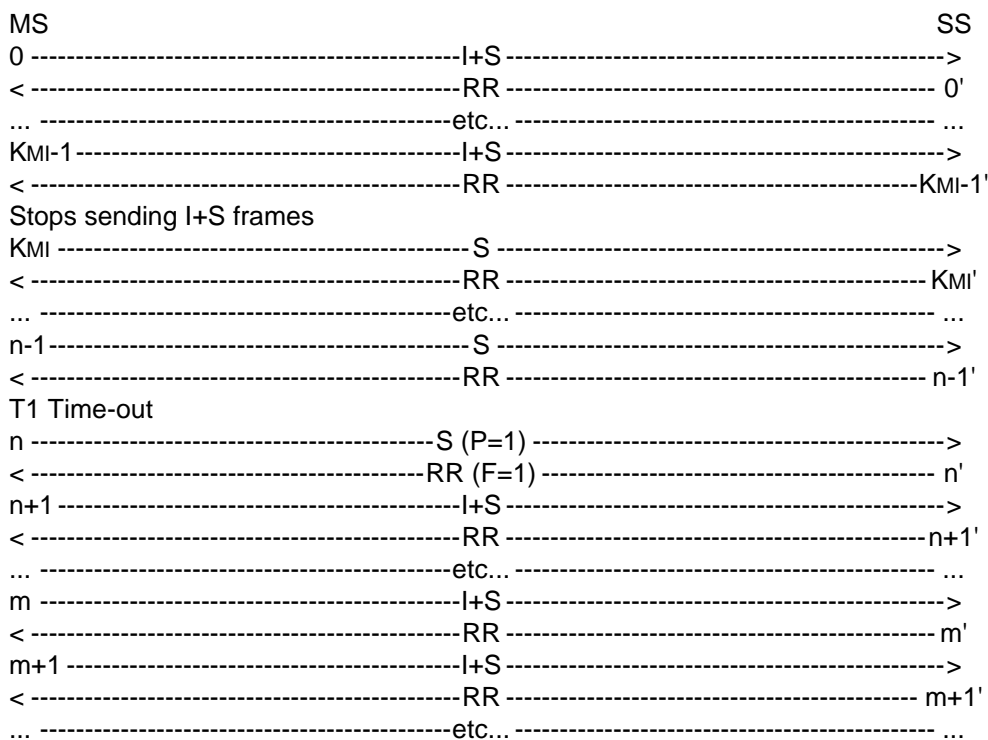 MS SS
0 ------------------------------------------------I+S ------------------------------------------------->
< ------------------------------------------------RR ------------------------------------------------ 0'
... -----------------------------------------------etc... ----------------------------------------------- ...
KMI-1 -------------------------------------------I+S ------------------------------------------------->
< ------------------------------------------------RR -----------------------------------------------KMI-1'
Stops sending I+S frames
KMI ---------------------------------------------- S -------------------------------------------------->
< ------------------------------------------------RR ----------------------------------------------- KMI'
... -----------------------------------------------etc... ----------------------------------------------- ...
n-1 ---------------------------------------------- S -------------------------------------------------->
< ------------------------------------------------RR ----------------------------------------------- n-1'
T1 Time-out
n ---------------------------------------------S (P=1) ---------------------------------------------->
< --------------------------------------------RR (F=1) -------------------------------------------- n'
n+1 ---------------------------------------------I+S ------------------------------------------------->
< ------------------------------------------------RR -----------------------------------------------n+1'
... -----------------------------------------------etc... ----------------------------------------------- ...
m -----------------------------------------------I+S ------------------------------------------------->
< ------------------------------------------------RR ------------------------------------------------ m'
m+1 --------------------------------------------I+S ------------------------------------------------->
< ------------------------------------------------RR ---------------------------------------------- m+1'
... -----------------------------------------------etc... ----------------------------------------------- ...